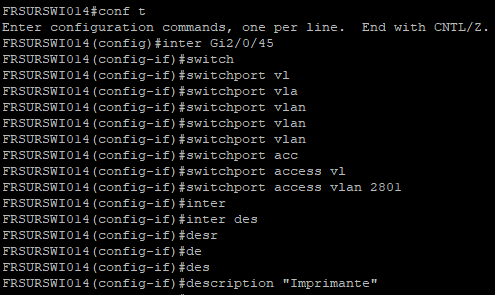 FRSURSWI014#conf t
Enter configuration commands, one per line.  End with CNTL/Z.
FRSURSWI014(config)#inter Gi2/0/45
FRSURSWI014(config-if)#switch
FRSURSWI014(config-if)#switchport vl
FRSURSWI014(config-if)#switchport vla
FRSURSWI014(config-if)#switchport vlan
FRSURSWI014(config-if)#switchport vlan
FRSURSWI014(config-if)#switchport vlan
FRSURSWI014(config-if)#switchport acc
FRSURSWI014(config-if)#switchport access vl
FRSURSWI014(config-if)#switchport access vlan 2801
FRSURSWI014(config-if)#inter
FRSURSWI014(config-if)#inter des
FRSURSWI014(config-if)#desr
FRSURSWI014(config-if)#de
FRSURSWI014(config-if)#des
FRSURSWI014(config-if)#description "Imprimante"